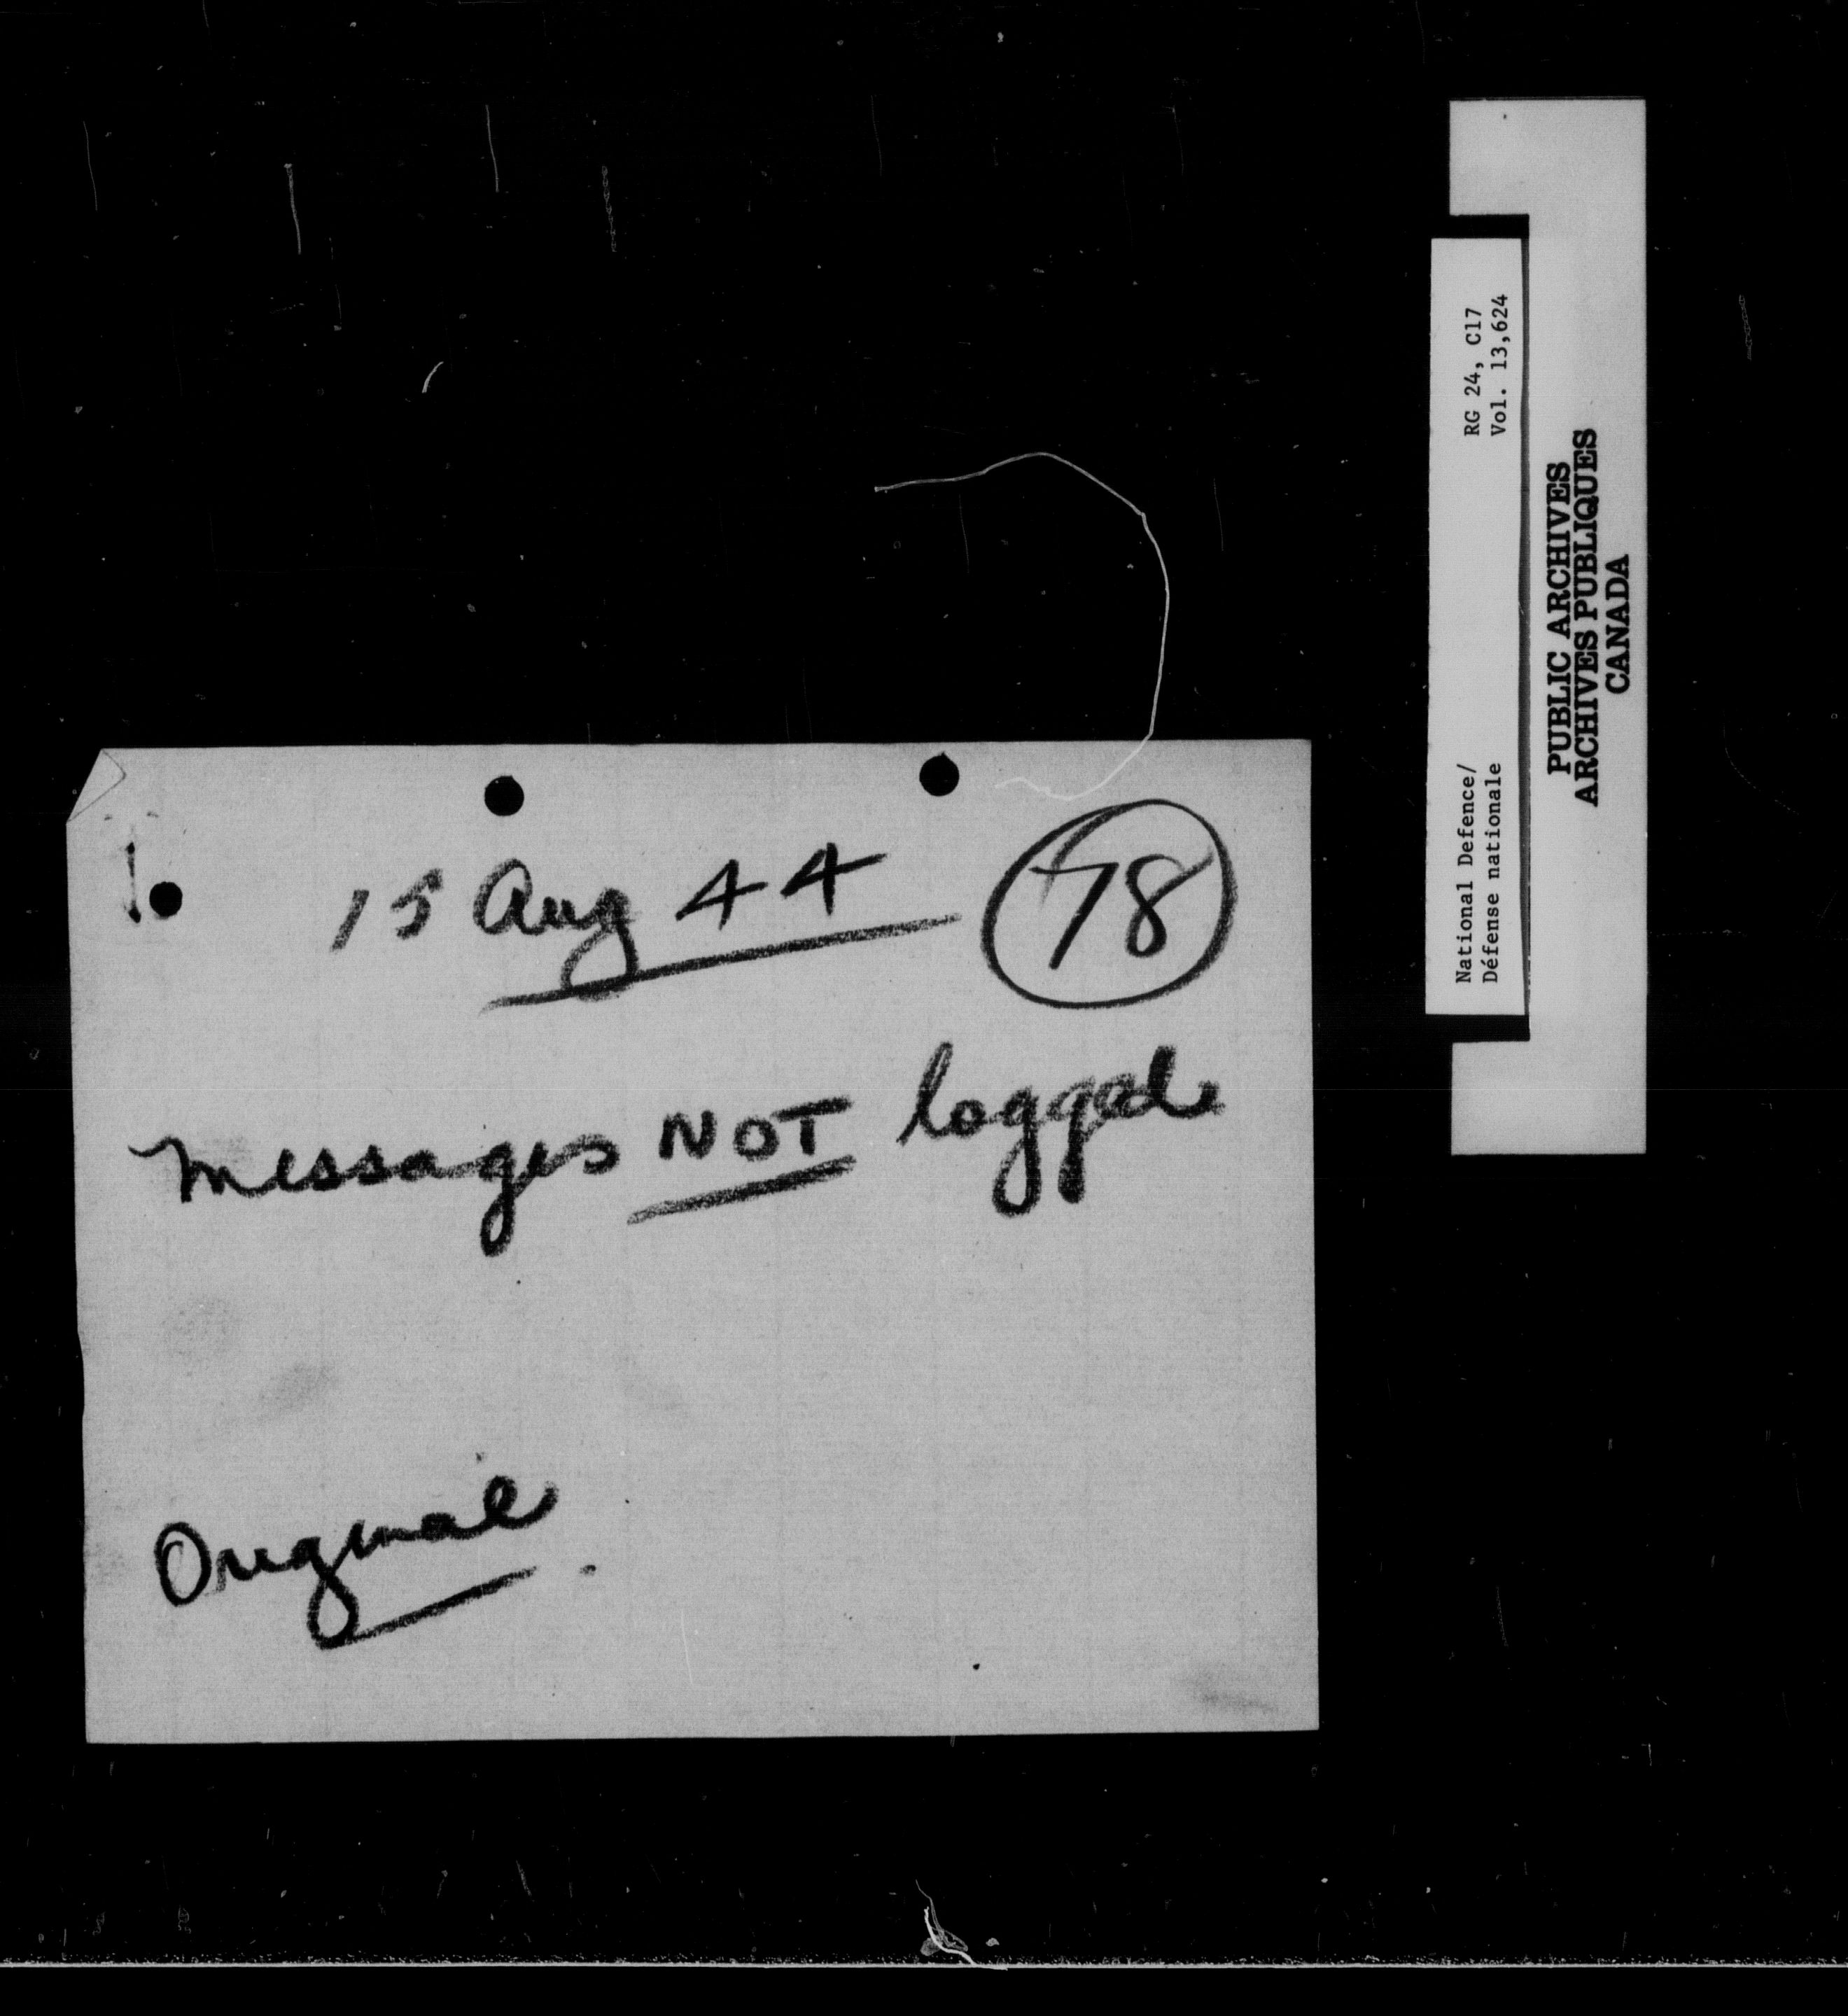 15 Aug 44
78
Messages NOT logged
Original
RG 24, C17
Vol. 13,624
National Defence/
Défense nationale
PUBLIC ARCHIVES
ARCHIVES PUBLIQUES
CANADA